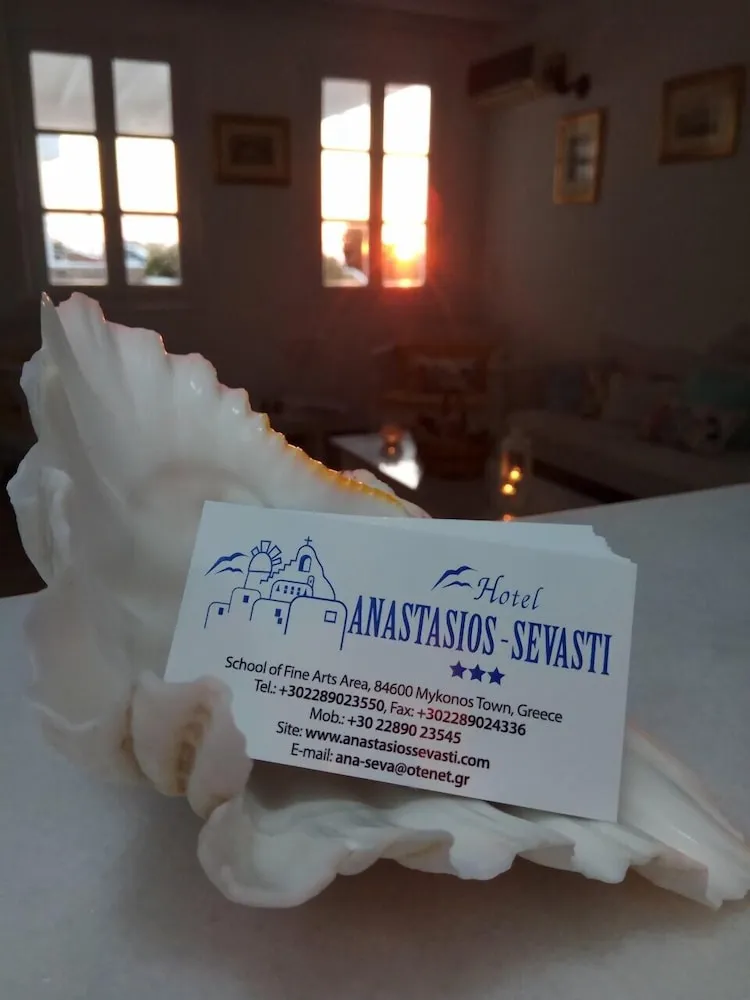 Hotel
ANASTASIOS-SEVASTI
School of Fine Arts Area, 84600 Mykonos Town, Greece
Tel.: +302289023550, Fax: +302289024336
Mob.: +30 22890 23545
Site: www.anastasiossevasti.com
E-mail: ana-seva@otenet.gr